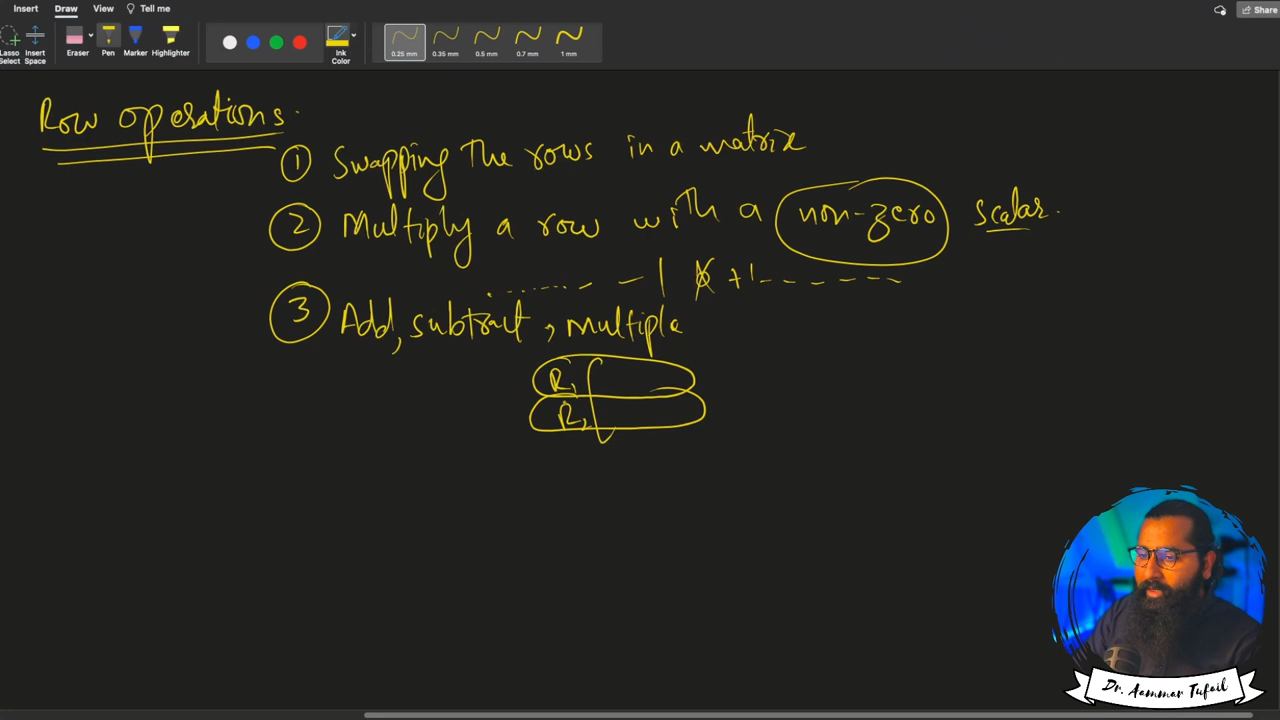 Insert Draw View Tell me Share
Lasso Select
Insert Space
Eraser Pen Marker Highlighter
Ink Color
0.25 mm 0.35 mm 0.5 mm 0.7 mm 1 mm
Row operations.
① Swapping the rows in a matrix
② Multiply a row with a non-zero scalar.
③ Add, subtract, multiple
R1
R2
Dr. Aammar Tufail